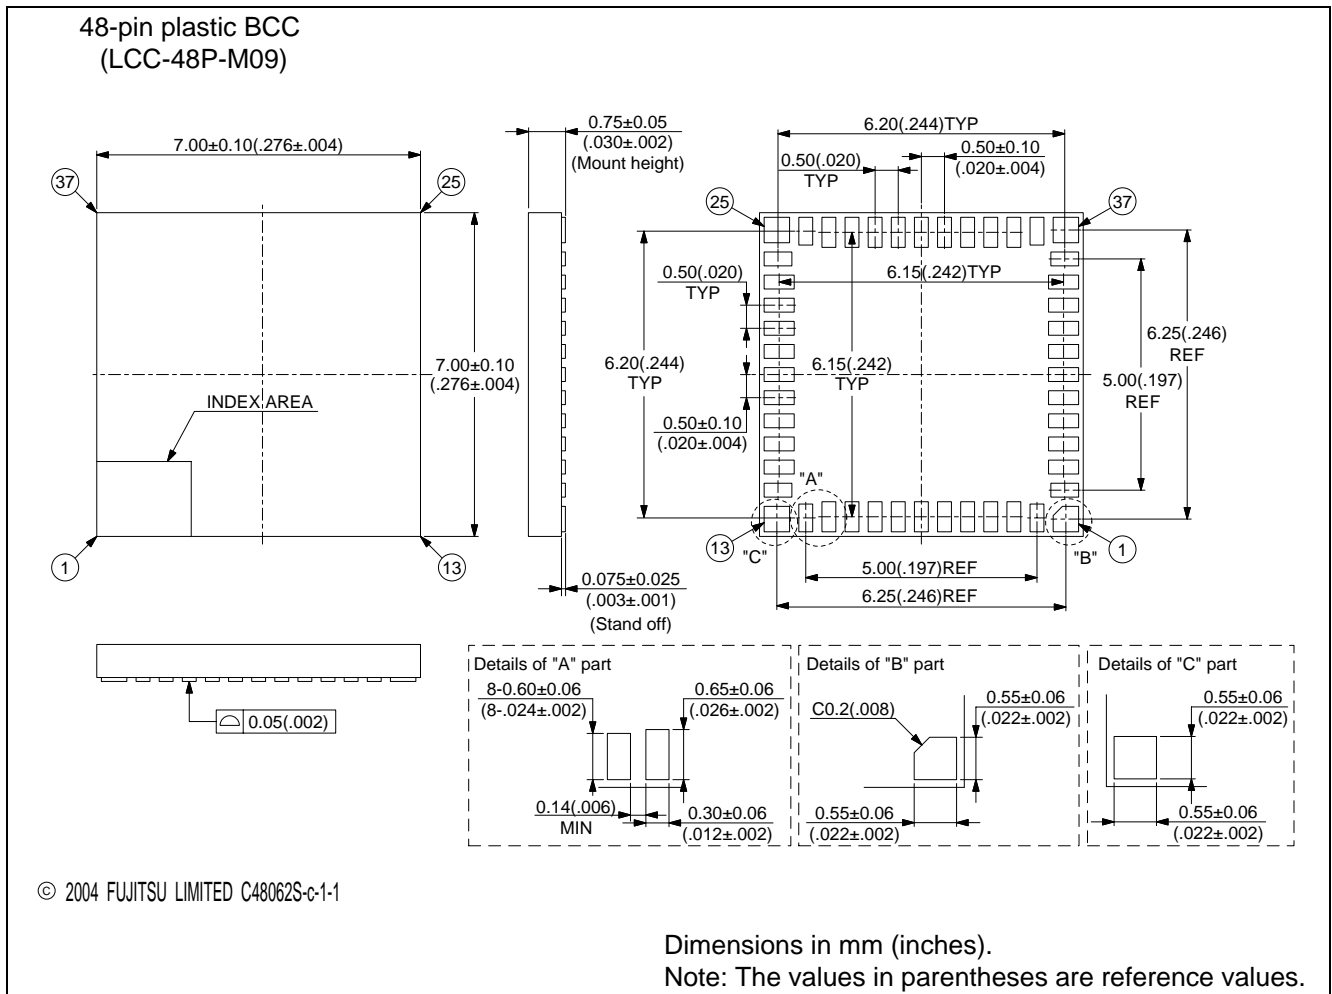 48-pin plastic BCC
(LCC-48P-M09)
7.00±0.10(.276±.004)
37
25
7.00±0.10
(.276±.004)
INDEX AREA
1
13
0.75±0.05
(.030±.002)
(Mount height)
0.075±0.025
(.003±.001)
(Stand off)
6.20(.244)TYP
0.50(.020)
TYP
0.50±0.10
(.020±.004)
25
37
0.50(.020)
TYP
6.15(.242)TYP
6.20(.244)
TYP
6.15(.242)
TYP
6.25(.246)
REF
5.00(.197)
REF
0.50±0.10
(.020±.004)
"A"
13
"C"
"B"
1
5.00(.197)REF
6.25(.246)REF
0.05(.002)
Details of "A" part
8-0.60±0.06
(8-.024±.002)
0.65±0.06
(.026±.002)
0.14(.006)
MIN
0.30±0.06
(.012±.002)
Details of "B" part
C0.2(.008)
0.55±0.06
(.022±.002)
0.55±0.06
(.022±.002)
Details of "C" part
0.55±0.06
(.022±.002)
0.55±0.06
(.022±.002)
© 2004 FUJITSU LIMITED C48062S-c-1-1
Dimensions in mm (inches).
Note: The values in parentheses are reference values.